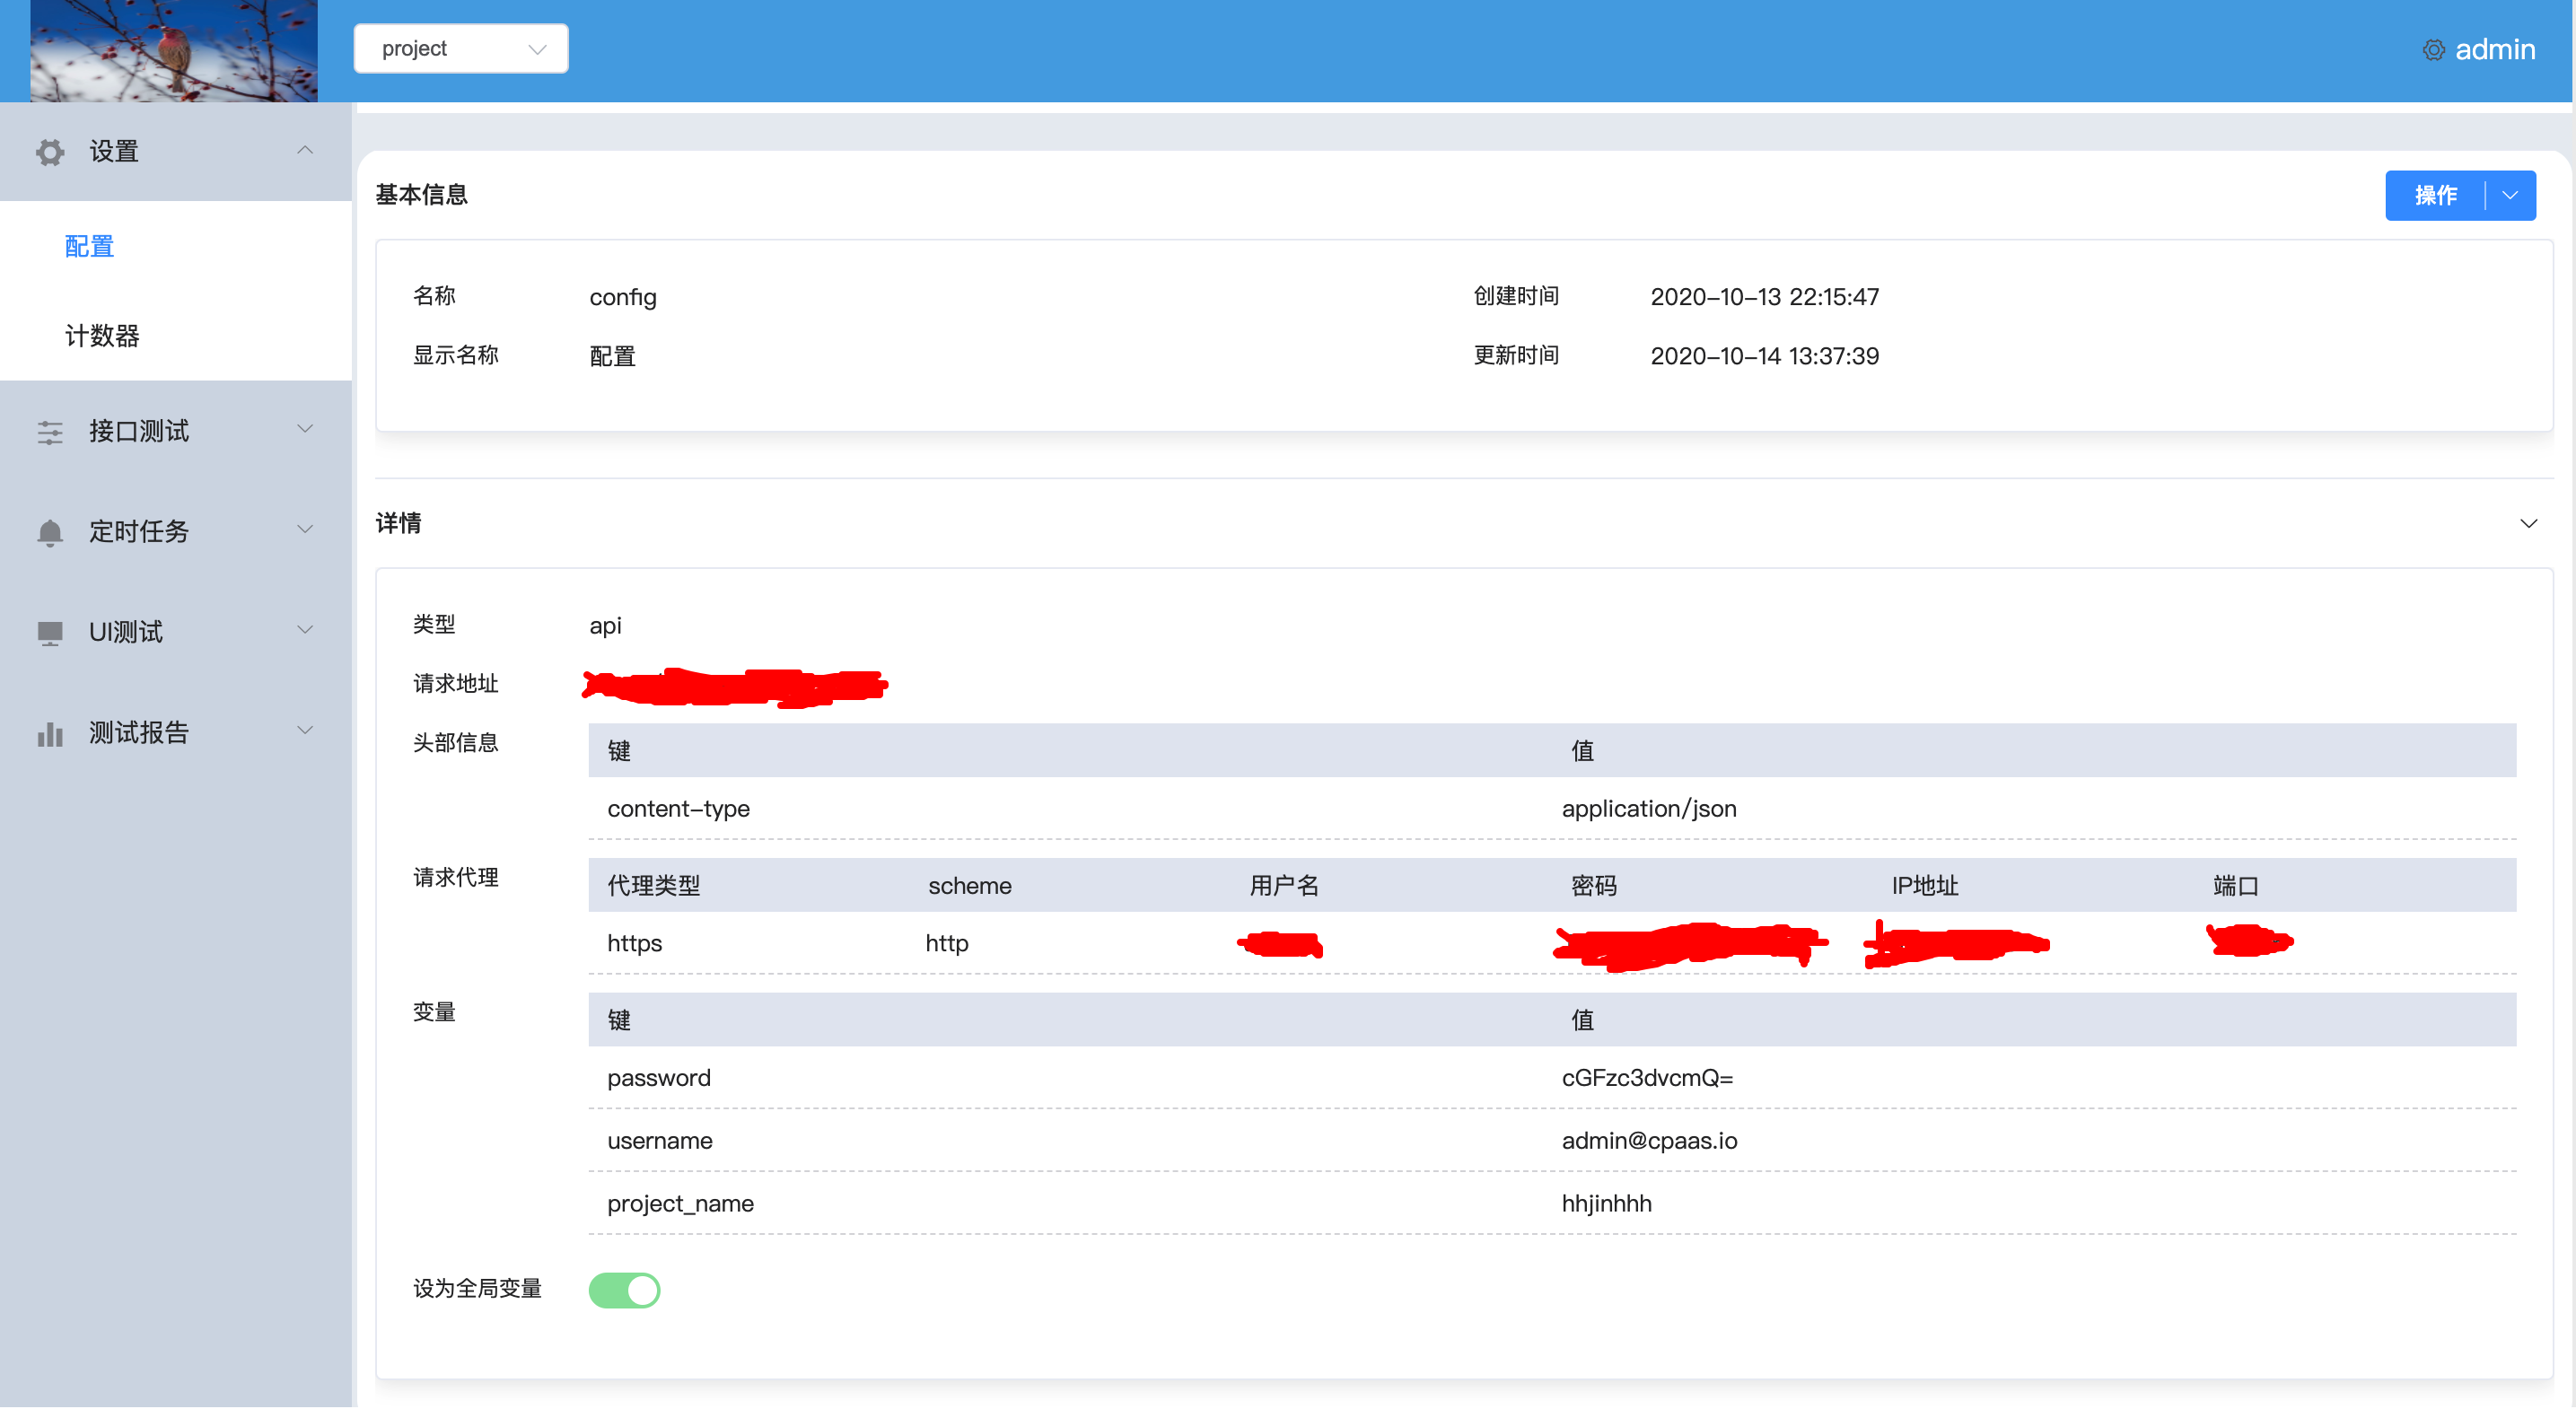 project
admin
设置
配置
计数器
接口测试
定时任务
UI测试
测试报告
基本信息
操作
名称 config 创建时间 2020-10-13 22:15:47
显示名称 配置 更新时间 2020-10-14 13:37:39
详情
类型 api
请求地址
头部信息 键 值
content-type application/json
请求代理 代理类型 scheme 用户名 密码 IP地址 端口
https http
变量 键 值
password cGFzc3dvcmQ=
username admin@cpaas.io
project_name hhjinhhh
设为全局变量